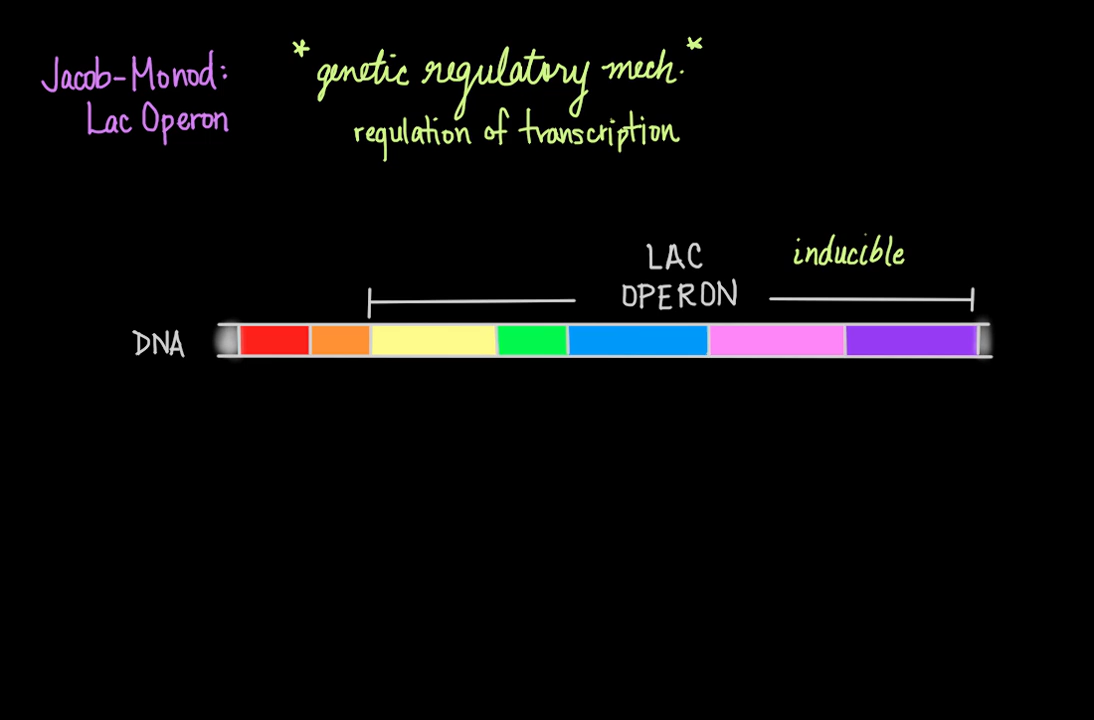 Jacob-Monod:
Lac Operon
*genetic regulatory mech.*
regulation of transcription
LAC
OPERON
inducible
DNA